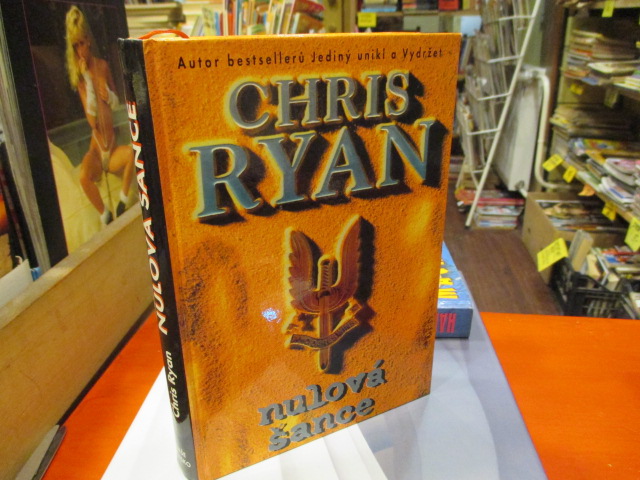 Autor bestsellerů Jediný unikl a Vydržet
CHRIS
RYAN
nulová
šance
Chris Ryan
NULOVÁ ŠANCE